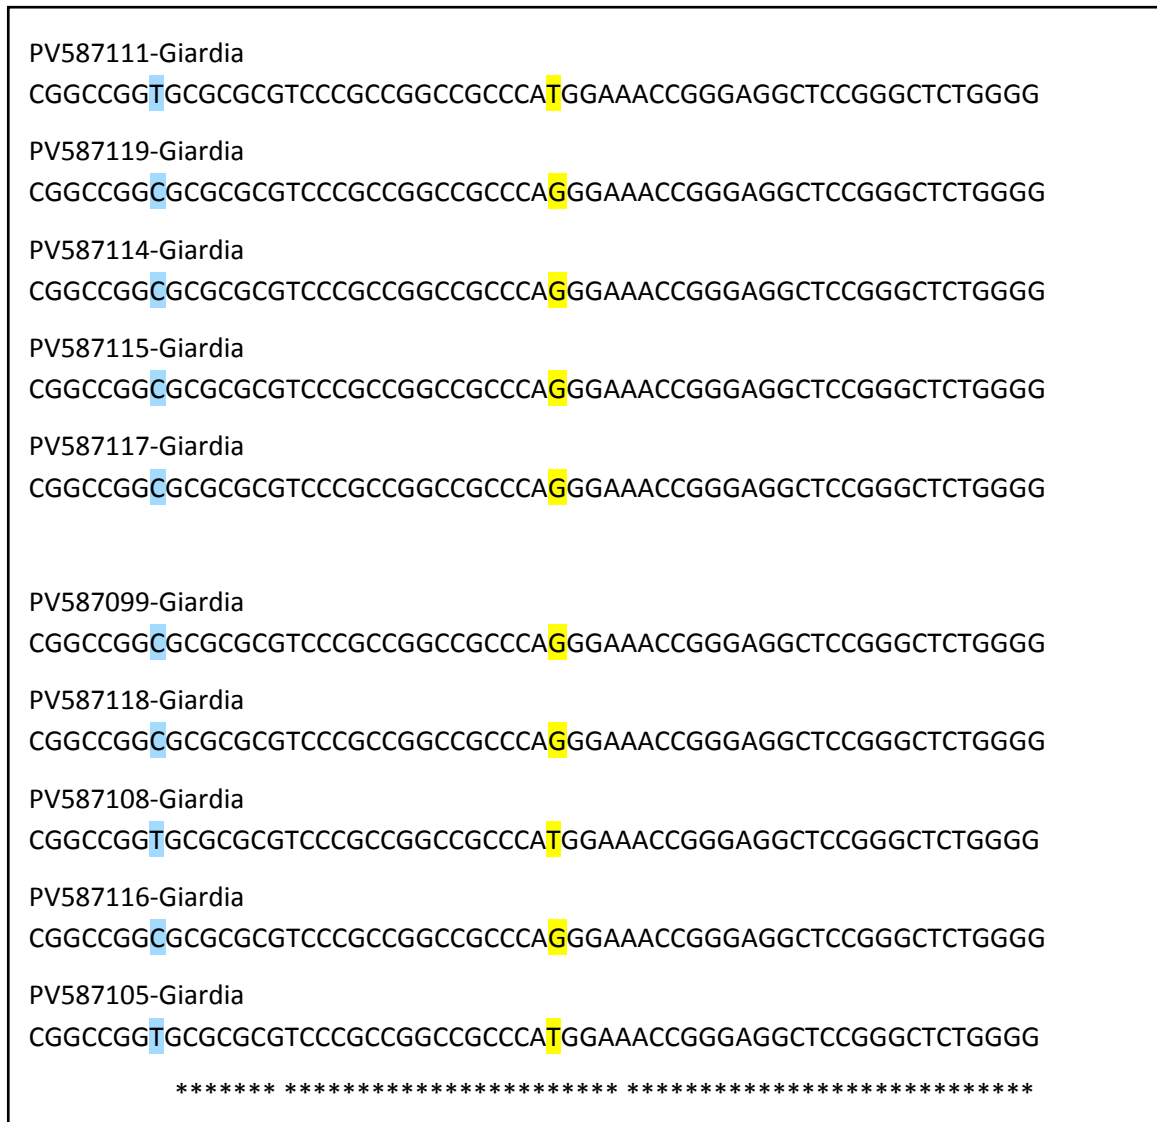 PV587111-Giardia
CGGCCGGTGCGCGCGTCCCGCCGGCCGCCCATGGAAACCGGGAGGCTCCGGGCTCTGGGG
PV587119-Giardia
CGGCCGGCGCGCGCGTCCCGCCGGCCGCCCAGGGAAACCGGGAGGCTCCGGGCTCTGGGG
PV587114-Giardia
CGGCCGGCGCGCGCGTCCCGCCGGCCGCCCAGGGAAACCGGGAGGCTCCGGGCTCTGGGG
PV587115-Giardia
CGGCCGGCGCGCGCGTCCCGCCGGCCGCCCAGGGAAACCGGGAGGCTCCGGGCTCTGGGG
PV587117-Giardia
CGGCCGGCGCGCGCGTCCCGCCGGCCGCCCAGGGAAACCGGGAGGCTCCGGGCTCTGGGG
PV587099-Giardia
CGGCCGGCGCGCGCGTCCCGCCGGCCGCCCAGGGAAACCGGGAGGCTCCGGGCTCTGGGG
PV587118-Giardia
CGGCCGGCGCGCGCGTCCCGCCGGCCGCCCAGGGAAACCGGGAGGCTCCGGGCTCTGGGG
PV587108-Giardia
CGGCCGGTGCGCGCGTCCCGCCGGCCGCCCATGGAAACCGGGAGGCTCCGGGCTCTGGGG
PV587116-Giardia
CGGCCGGCGCGCGCGTCCCGCCGGCCGCCCAGGGAAACCGGGAGGCTCCGGGCTCTGGGG
PV587105-Giardia
CGGCCGGTGCGCGCGTCCCGCCGGCCGCCCATGGAAACCGGGAGGCTCCGGGCTCTGGGG
******* *********************** ****************************